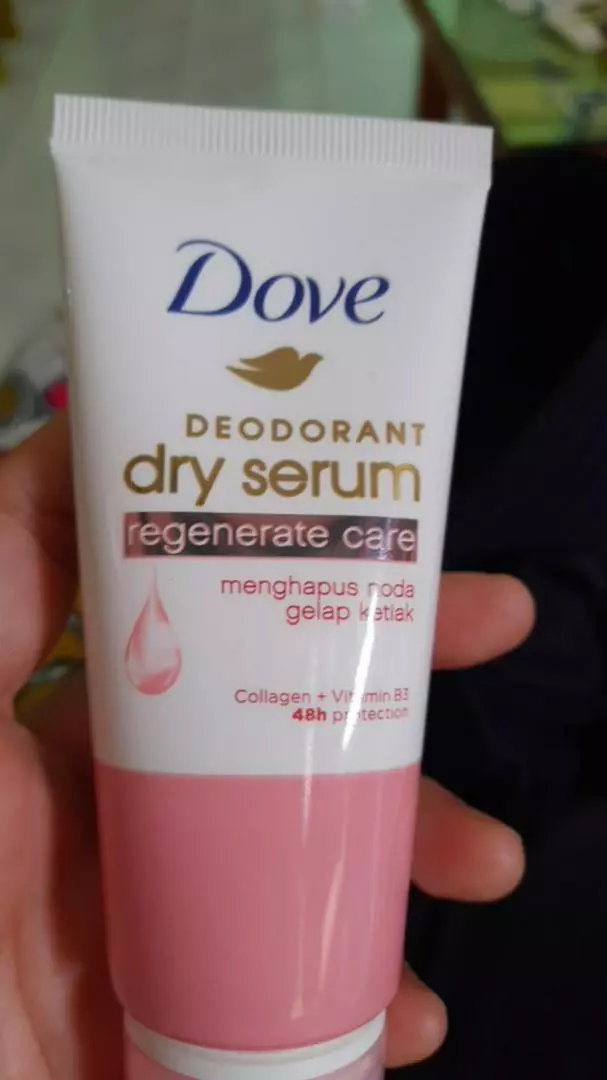 Dove
DEODORANT
dry serum
regenerate care
menghapus noda
gelap ketiak
Collagen + Vitamin B3
48h protection